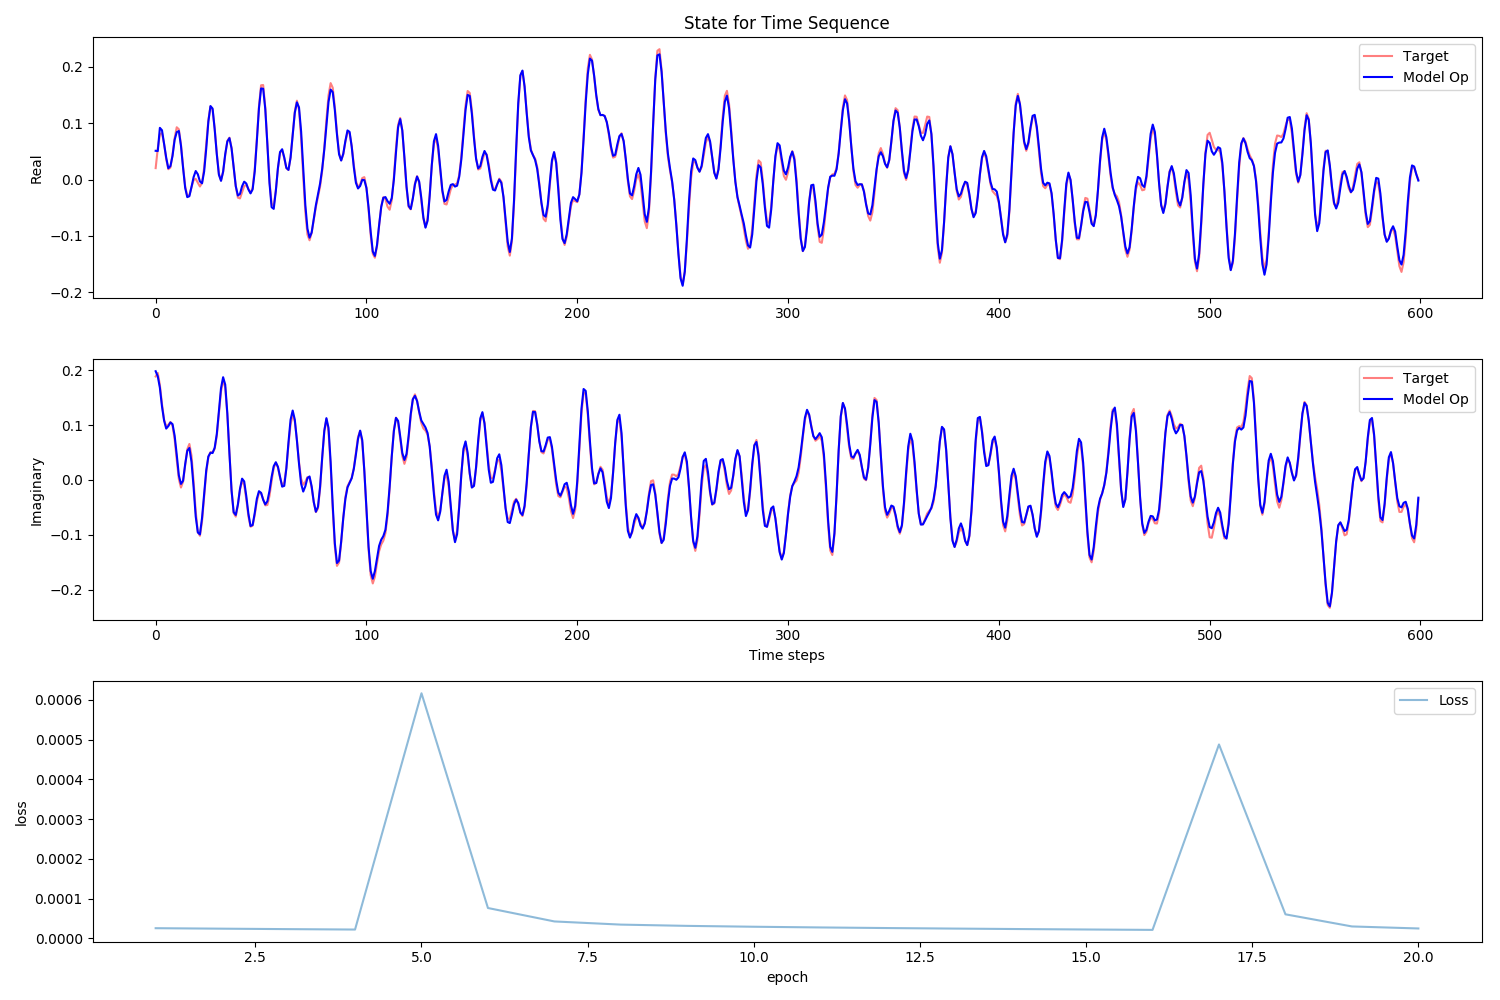 State for Time Sequence
Target
Model Op
Real
0.2
0.1
0.0
−0.1
−0.2
0 100 200 300 400 500 600
Target
Model Op
Imaginary
0.2
0.1
0.0
−0.1
−0.2
0 100 200 300 400 500 600
Time steps
Loss
loss
0.0006
0.0005
0.0004
0.0003
0.0002
0.0001
0.0000
2.5 5.0 7.5 10.0 12.5 15.0 17.5 20.0
epoch